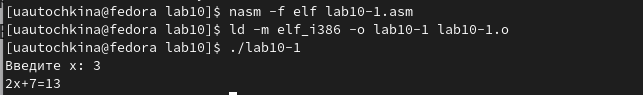 [uautochkina@fedora lab10]$ nasm -f elf lab10-1.asm
[uautochkina@fedora lab10]$ ld -m elf_i386 -o lab10-1 lab10-1.o
[uautochkina@fedora lab10]$ ./lab10-1
Введите x: 3
2x+7=13